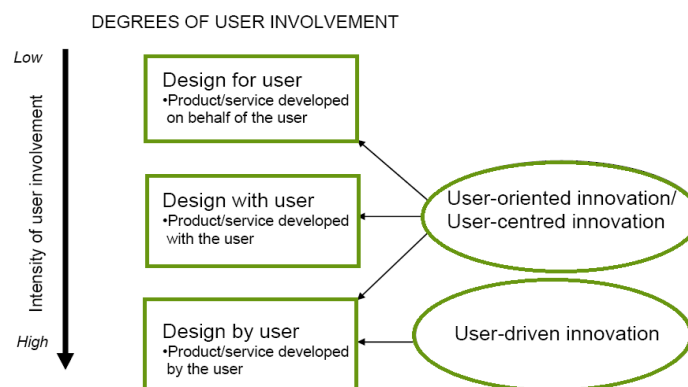 DEGREES OF USER INVOLVEMENT
Low
Intensity of user involvement
High
Design for user
•Product/service developed
on behalf of the user
Design with user
•Product/service developed
with the user
Design by user
•Product/service developed
by the user
User-oriented innovation/
User-centred innovation
User-driven innovation